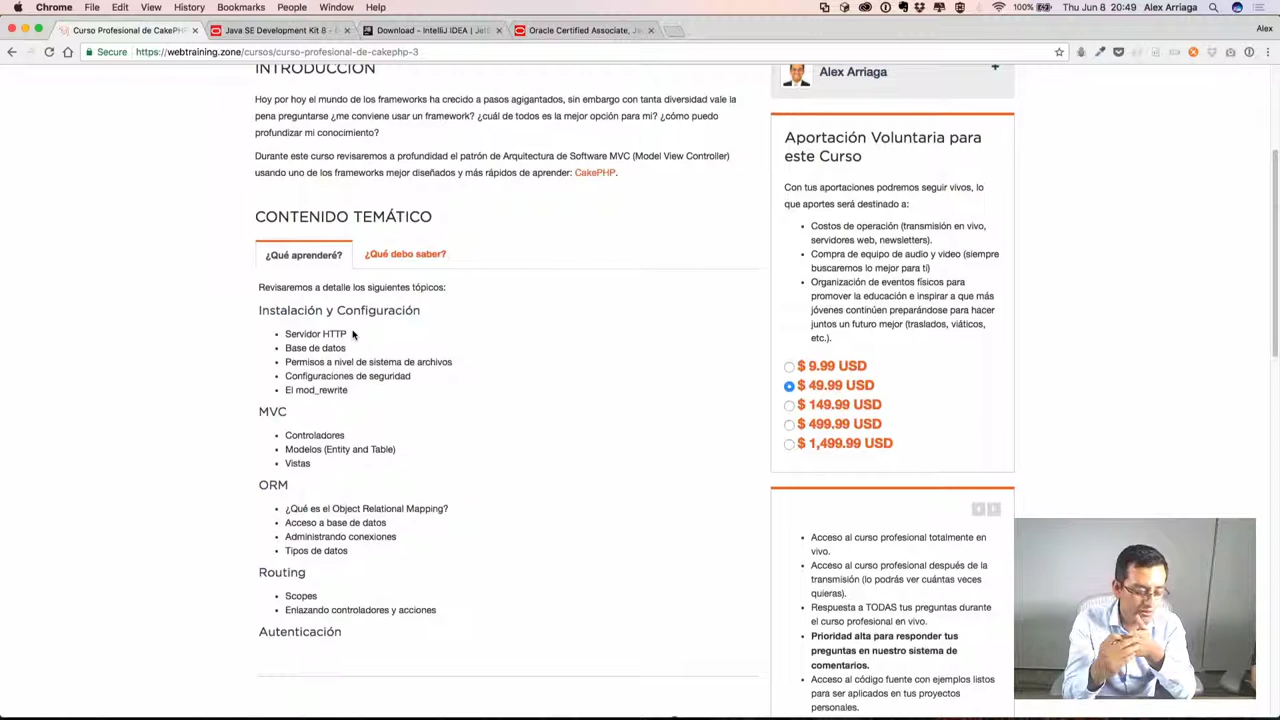 Chrome File Edit View History Bookmarks People Window Help
100% Thu Jun 8 20:49 Alex Arriaga
Curso Profesional de CakePHP
Java SE Development Kit 8 -
Download - IntelliJ IDEA | Jet
Oracle Certified Associate, Ja
Alex
Secure https://webtraining.zone/cursos/curso-profesional-de-cakephp-3
INTRODUCCIÓN
Hoy por hoy el mundo de los frameworks ha crecido a pasos agigantados, sin embargo con tanta diversidad vale la
pena preguntarse ¿me conviene usar un framework? ¿cuál de todos es la mejor opción para mi? ¿cómo puedo
profundizar mi conocimiento?
Durante este curso revisaremos a profundidad el patrón de Arquitectura de Software MVC (Model View Controller)
usando uno de los frameworks mejor diseñados y más rápidos de aprender: CakePHP.
CONTENIDO TEMÁTICO
¿Qué aprenderé? ¿Qué debo saber?
Revisaremos a detalle los siguientes tópicos:
Instalación y Configuración
• Servidor HTTP
• Base de datos
• Permisos a nivel de sistema de archivos
• Configuraciones de seguridad
• El mod_rewrite
MVC
• Controladores
• Modelos (Entity and Table)
• Vistas
ORM
• ¿Qué es el Object Relational Mapping?
• Acceso a base de datos
• Administrando conexiones
• Tipos de datos
Routing
• Scopes
• Enlazando controladores y acciones
Autenticación
Alex Arriaga +
Aportación Voluntaria para
este Curso
Con tus aportaciones podremos seguir vivos, lo
que aportes será destinado a:
• Costos de operación (transmisión en vivo,
servidores web, newsletters).
• Compra de equipo de audio y video (siempre
buscaremos lo mejor para ti)
• Organización de eventos físicos para
promover la educación e inspirar a que más
jóvenes continúen preparándose para hacer
juntos un futuro mejor (traslados, viáticos,
etc.).
$ 9.99 USD
$ 49.99 USD
$ 149.99 USD
$ 499.99 USD
$ 1,499.99 USD
• Acceso al curso profesional totalmente en
vivo.
• Acceso al curso profesional después de la
transmisión (lo podrás ver cuántas veces
quieras).
• Respuesta a TODAS tus preguntas durante
el curso profesional en vivo.
• Prioridad alta para responder tus
preguntas en nuestro sistema de
comentarios.
• Acceso al código fuente con ejemplos listos
para ser aplicados en tus proyectos
personales.